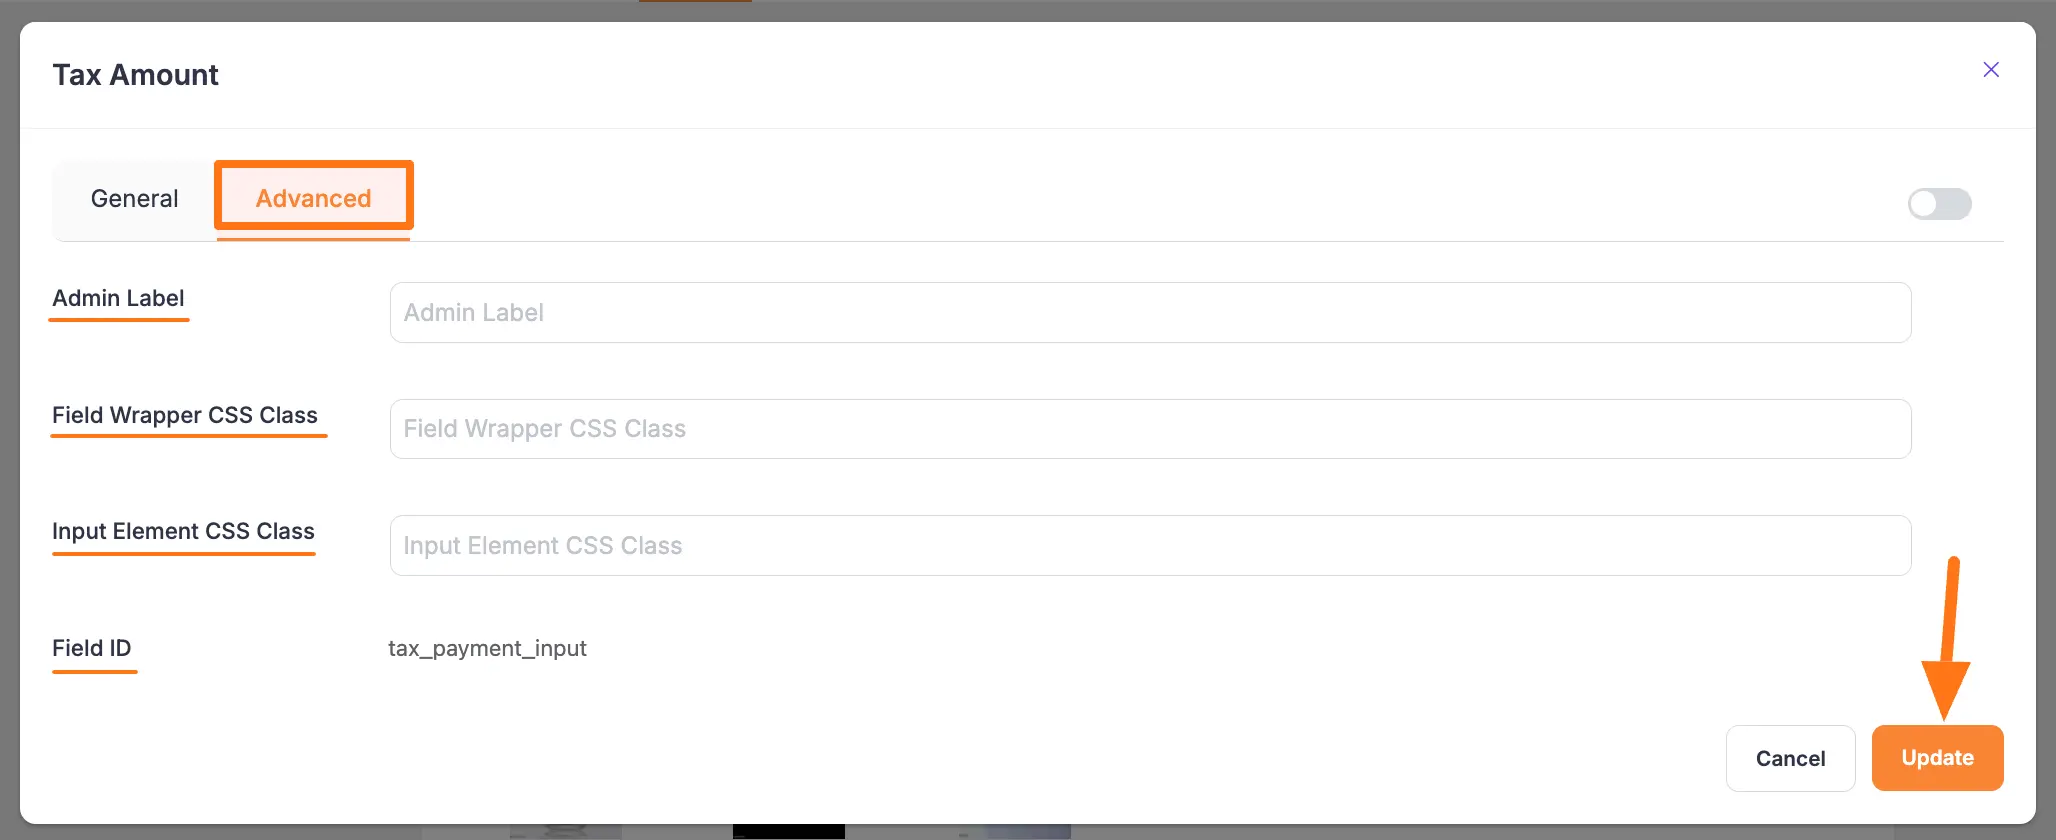 Tax Amount
General
Advanced
Admin Label
Admin Label
Field Wrapper CSS Class
Field Wrapper CSS Class
Input Element CSS Class
Input Element CSS Class
Field ID
tax_payment_input
Cancel
Update